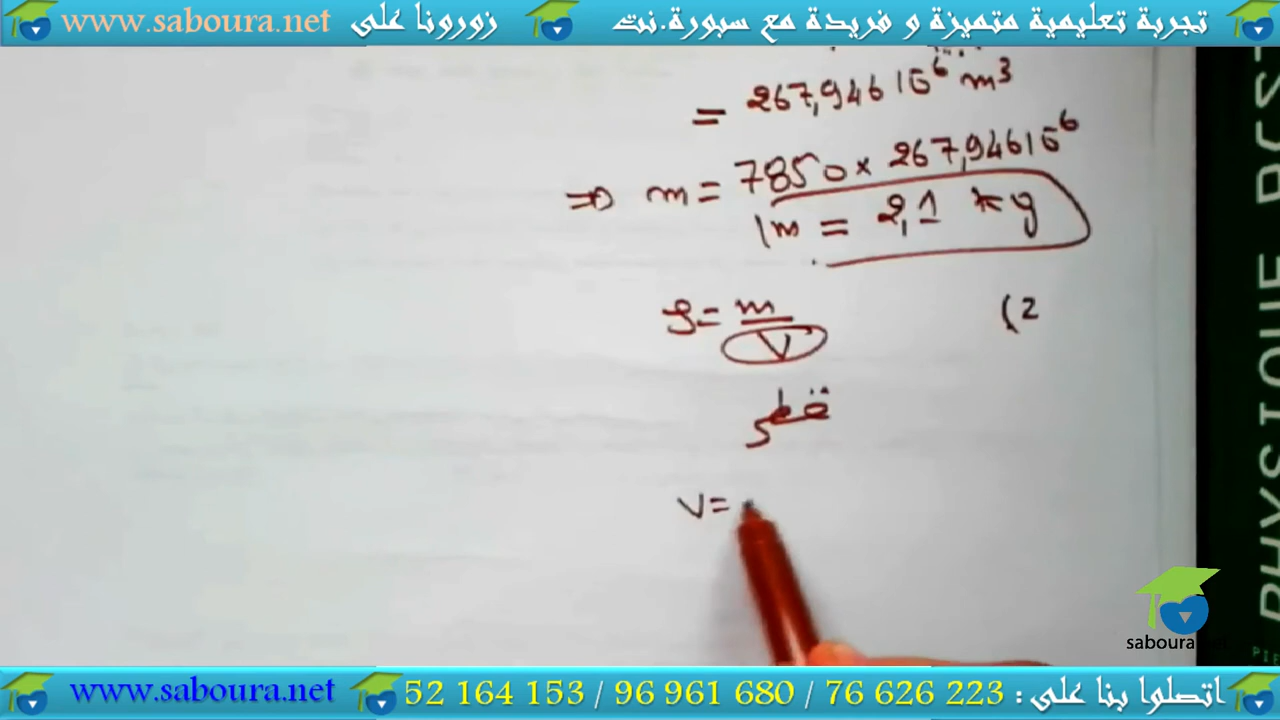 تجربة تعليمية متميزة و فريدة مع سبورة.نت زورونا على www.saboura.net
= 267,946 10⁻⁶ m³
⇒ m = 7850 × 267,946 10⁻⁶
m = 2,1 kg
2)
ρ = m / V
V =
PHYSIQUE
saboura.net
اتصلوا بنا على : 223 626 76 / 680 961 96 / 153 164 52 www.saboura.net